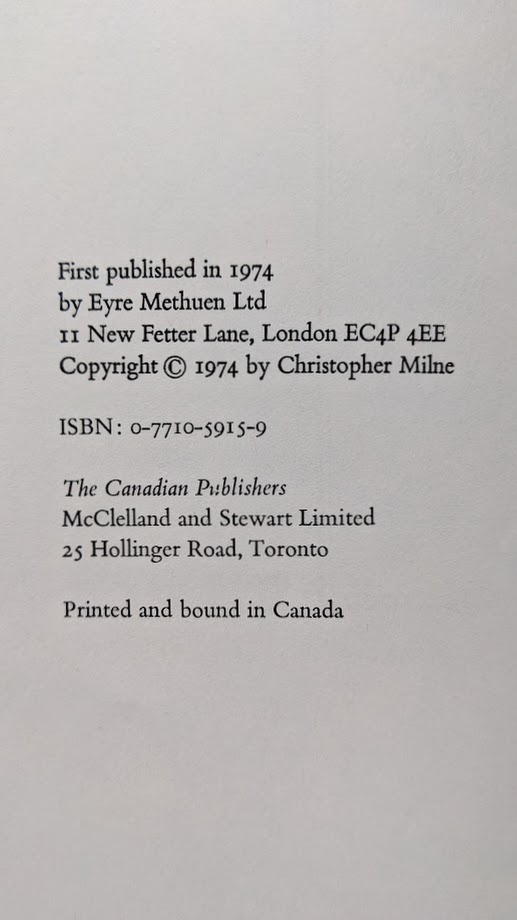 First published in 1974
by Eyre Methuen Ltd
11 New Fetter Lane, London EC4P 4EE
Copyright © 1974 by Christopher Milne
ISBN: 0-7710-5915-9
The Canadian Publishers
McClelland and Stewart Limited
25 Hollinger Road, Toronto
Printed and bound in Canada